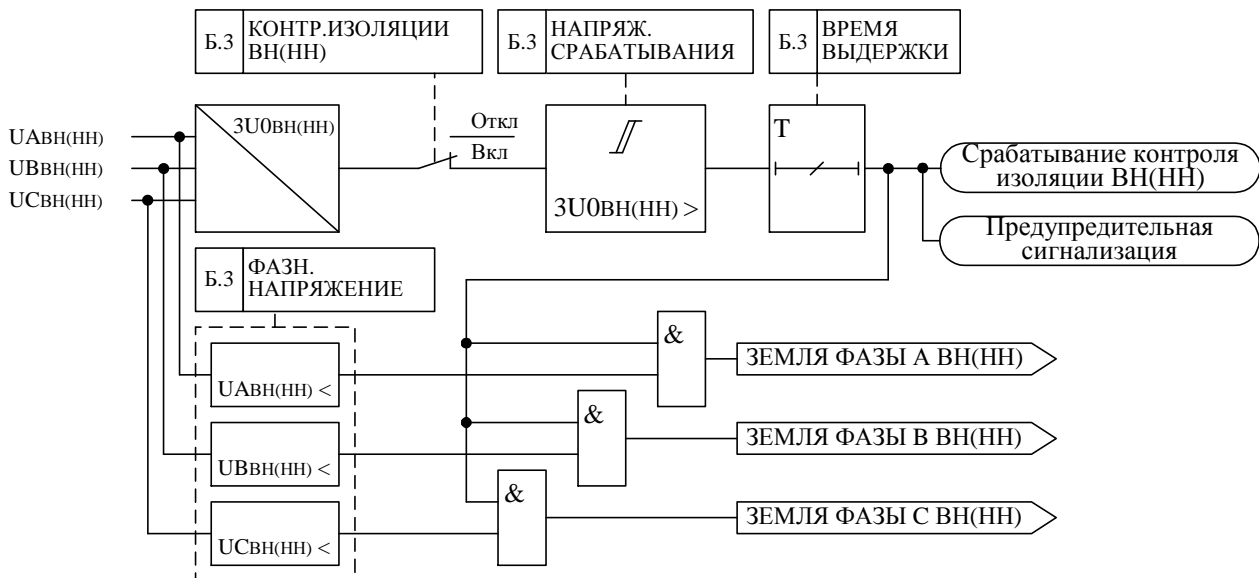 Б.3
КОНТР.ИЗОЛЯЦИИ
ВН(НН)
Б.3
НАПРЯЖ.
СРАБАТЫВАНИЯ
Б.3
ВРЕМЯ
ВЫДЕРЖКИ
UAВН(НН)
UBВН(НН)
UCВН(НН)
3U0ВН(НН)
Откл
Вкл
3U0ВН(НН) >
T
Срабатывание контроля
изоляции ВН(НН)
Предупредительная
сигнализация
Б.3
ФАЗН.
НАПРЯЖЕНИЕ
UAВН(НН) <
&
ЗЕМЛЯ ФАЗЫ А ВН(НН)
UBВН(НН) <
&
ЗЕМЛЯ ФАЗЫ В ВН(НН)
UCВН(НН) <
&
ЗЕМЛЯ ФАЗЫ С ВН(НН)